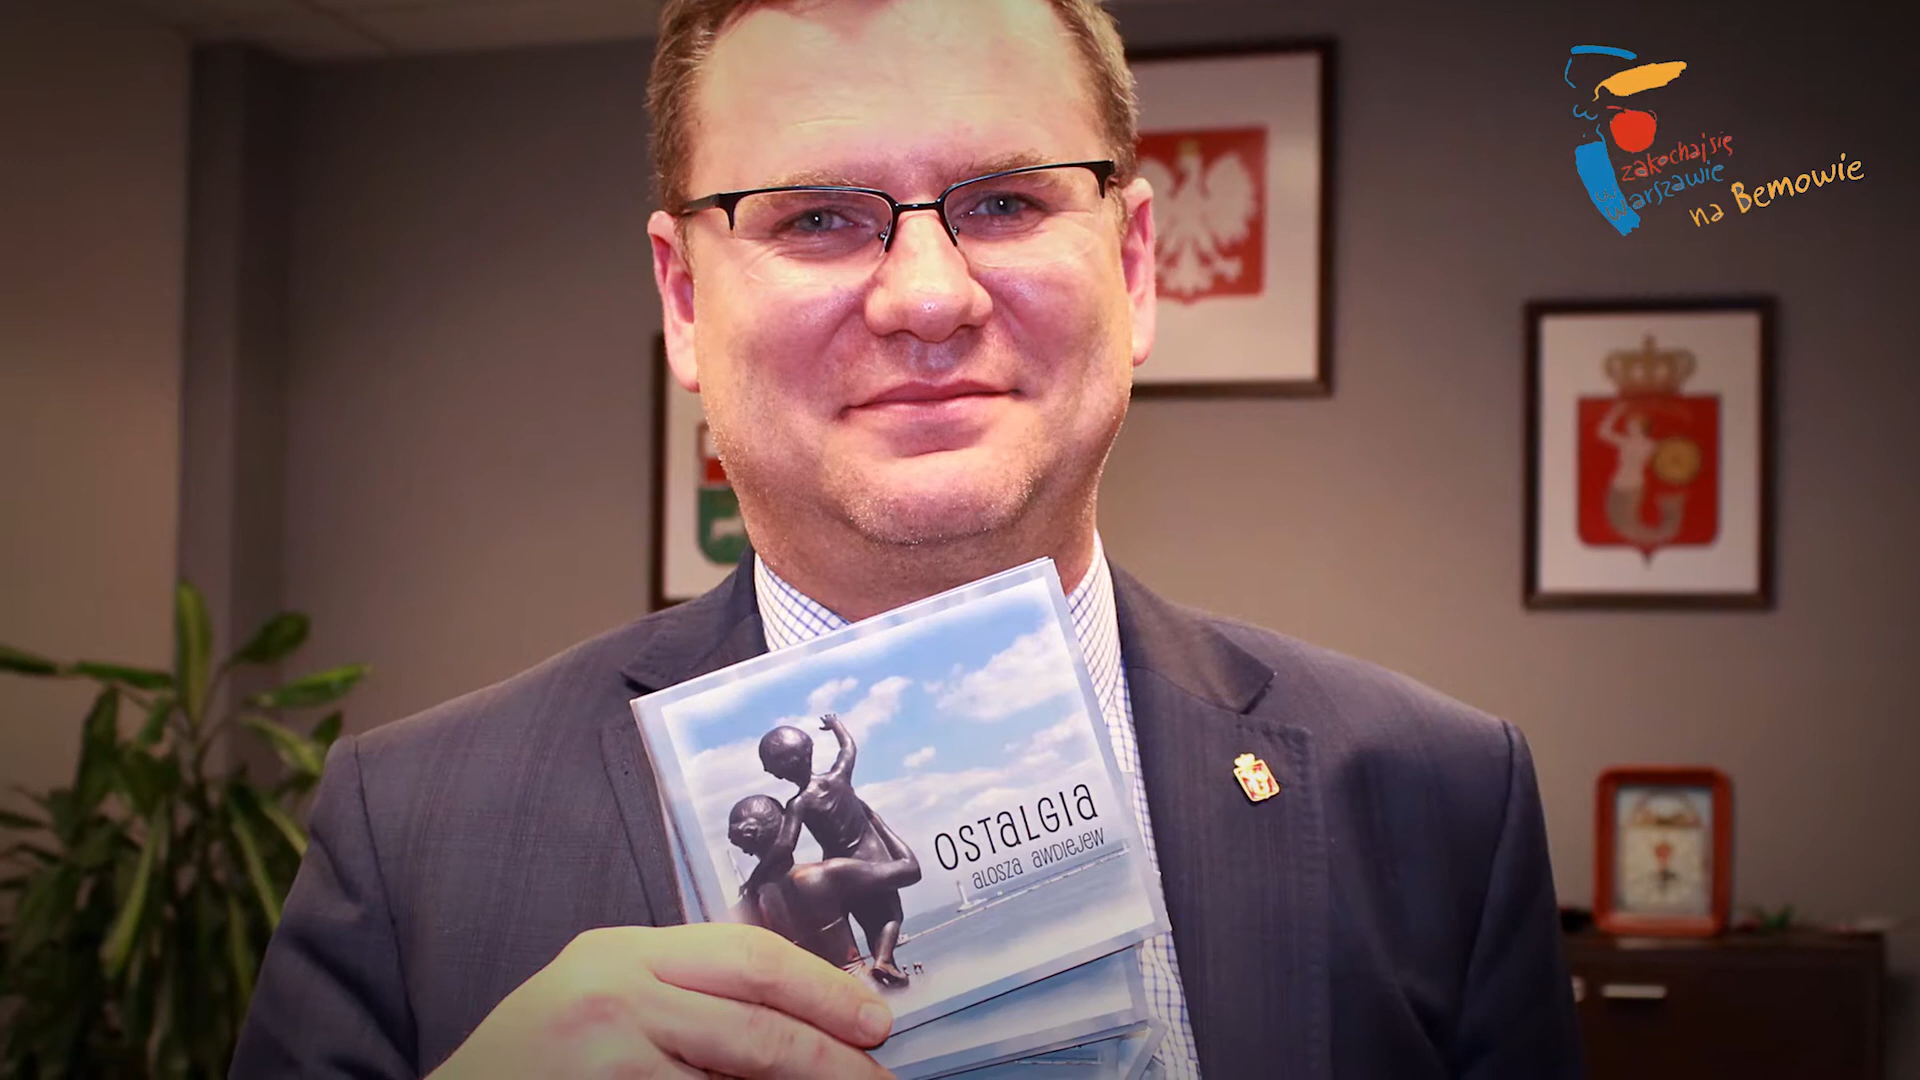 zakochaj się
w Warszawie
na Bemowie
OSTALGIA
ALOSZA AWDIEJEW